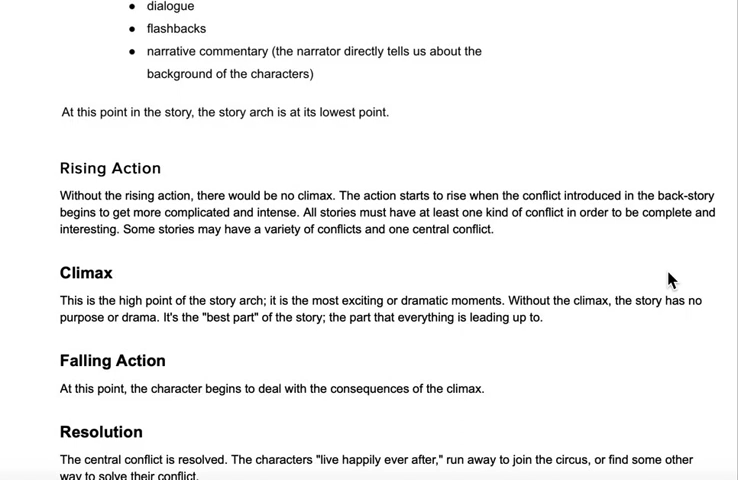 • dialogue
• flashbacks
• narrative commentary (the narrator directly tells us about the
background of the characters)
At this point in the story, the story arch is at its lowest point.
Rising Action
Without the rising action, there would be no climax. The action starts to rise when the conflict introduced in the back-story
begins to get more complicated and intense. All stories must have at least one kind of conflict in order to be complete and
interesting. Some stories may have a variety of conflicts and one central conflict.
Climax
This is the high point of the story arch; it is the most exciting or dramatic moments. Without the climax, the story has no
purpose or drama. It's the "best part" of the story; the part that everything is leading up to.
Falling Action
At this point, the character begins to deal with the consequences of the climax.
Resolution
The central conflict is resolved. The characters "live happily ever after," run away to join the circus, or find some other
way to solve their conflict.